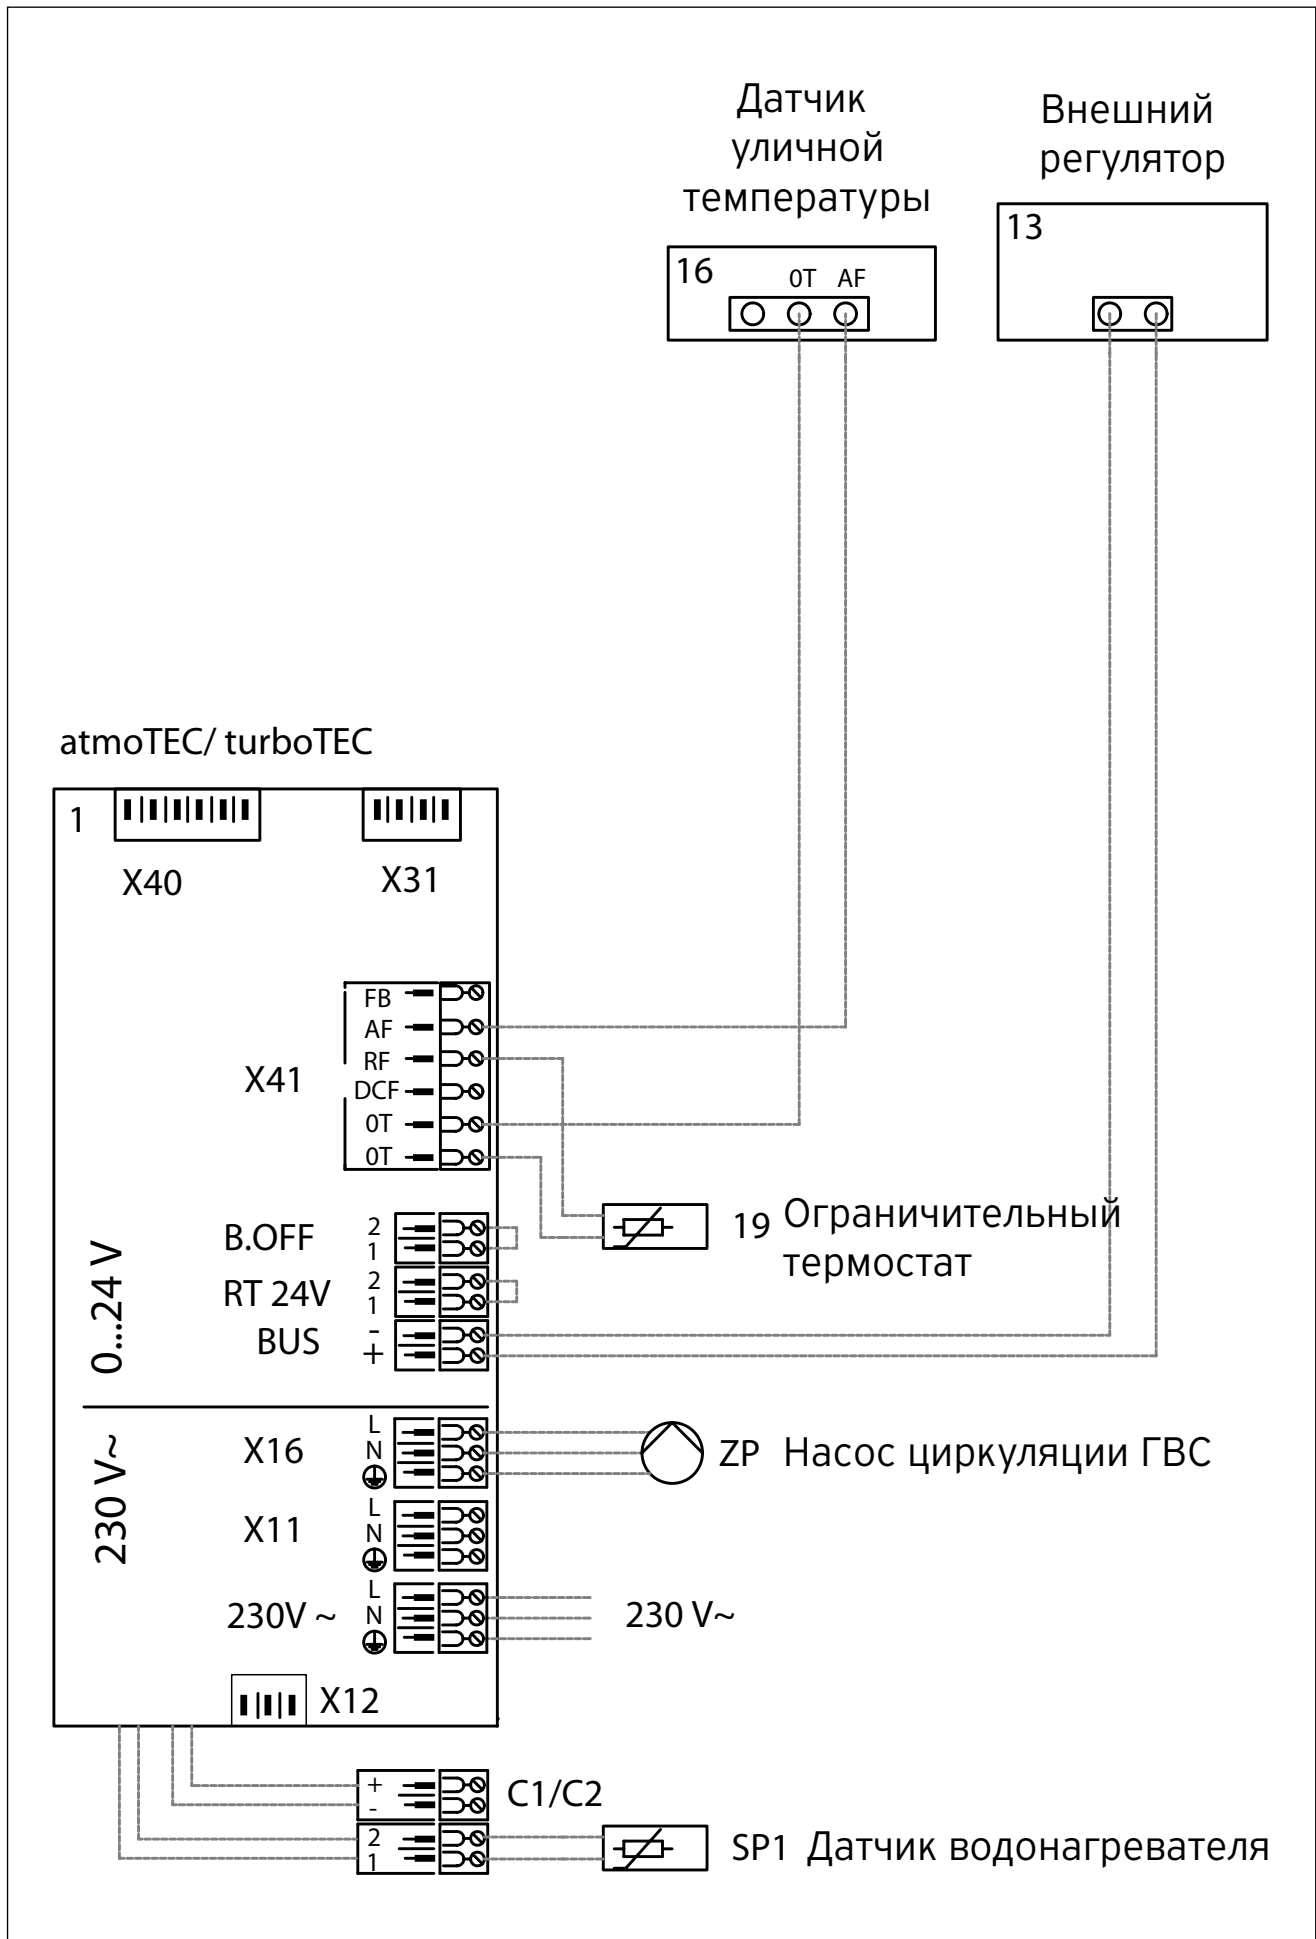 Датчик
уличной
температуры
Внешний
регулятор
16
0T AF
13
atmoTEC/ turboTEC
1
X40
X31
X41
FB
AF
RF
DCF
0T
0T
0...24 V
B.OFF
2
1
RT 24V
2
1
BUS
-
+
19 Ограничительный
термостат
230 V~
X16
L
N
ZP Насос циркуляции ГВС
X11
L
N
230V ~
L
N
230 V~
X12
+
-
C1/C2
2
1
SP1 Датчик водонагревателя